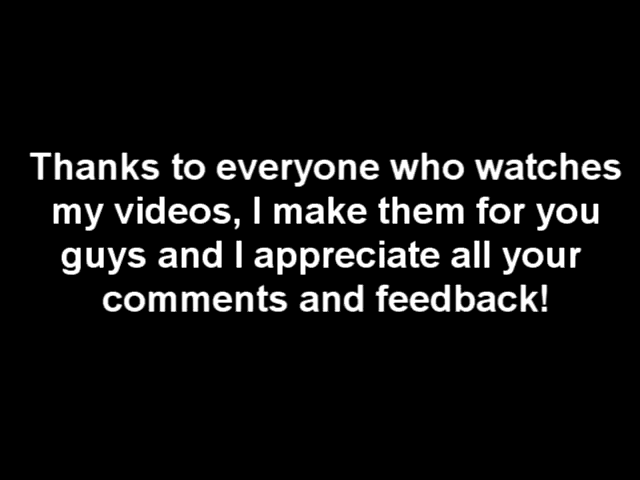 Thanks to everyone who watches
my videos, I make them for you
guys and I appreciate all your
comments and feedback!